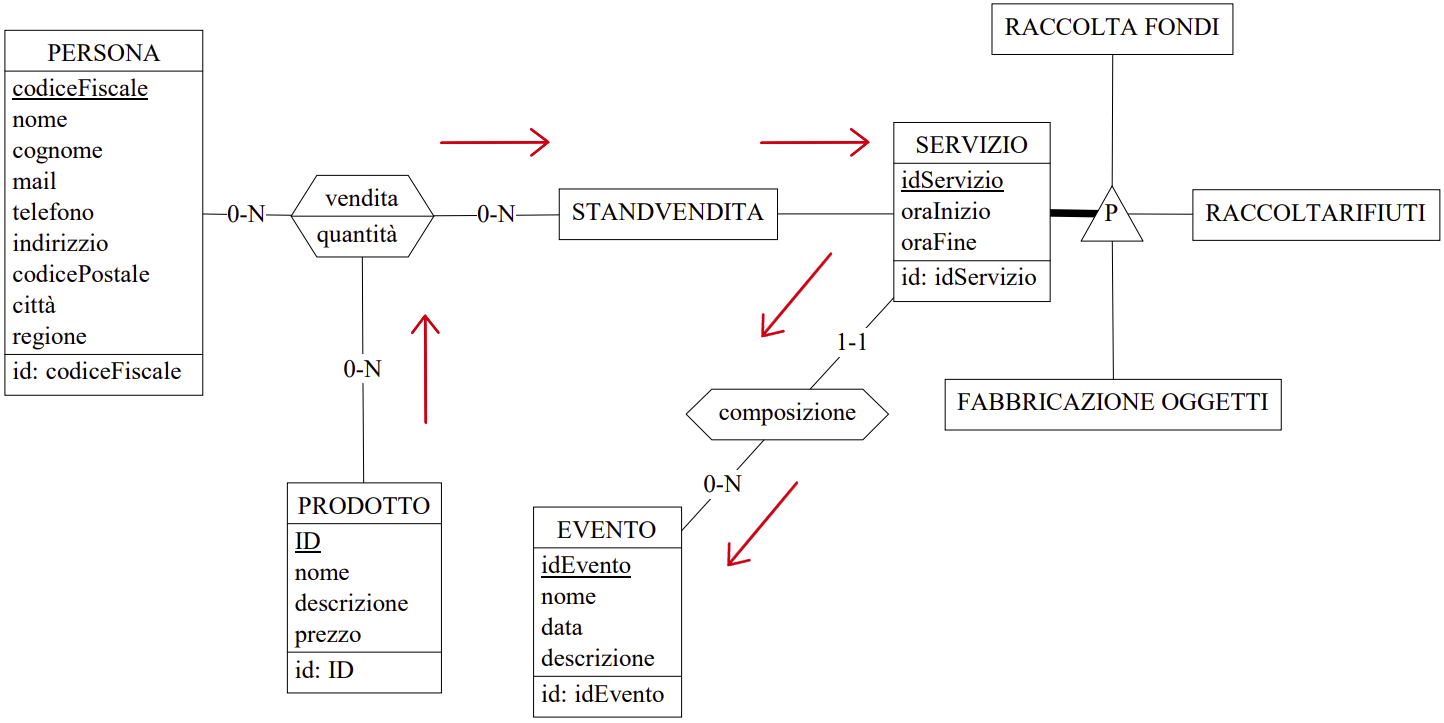 PERSONA
codiceFiscale
nome
cognome
mail
telefono
indirizzio
codicePostale
città
regione
id: codiceFiscale
0-N
vendita
quantità
0-N
STANDVENDITA
SERVIZIO
idServizio
oraInizio
oraFine
id: idServizio
RACCOLTA FONDI
P
RACCOLTARIFIUTI
FABBRICAZIONE OGGETTI
0-N
1-1
composizione
0-N
PRODOTTO
ID
nome
descrizione
prezzo
id: ID
EVENTO
idEvento
nome
data
descrizione
id: idEvento